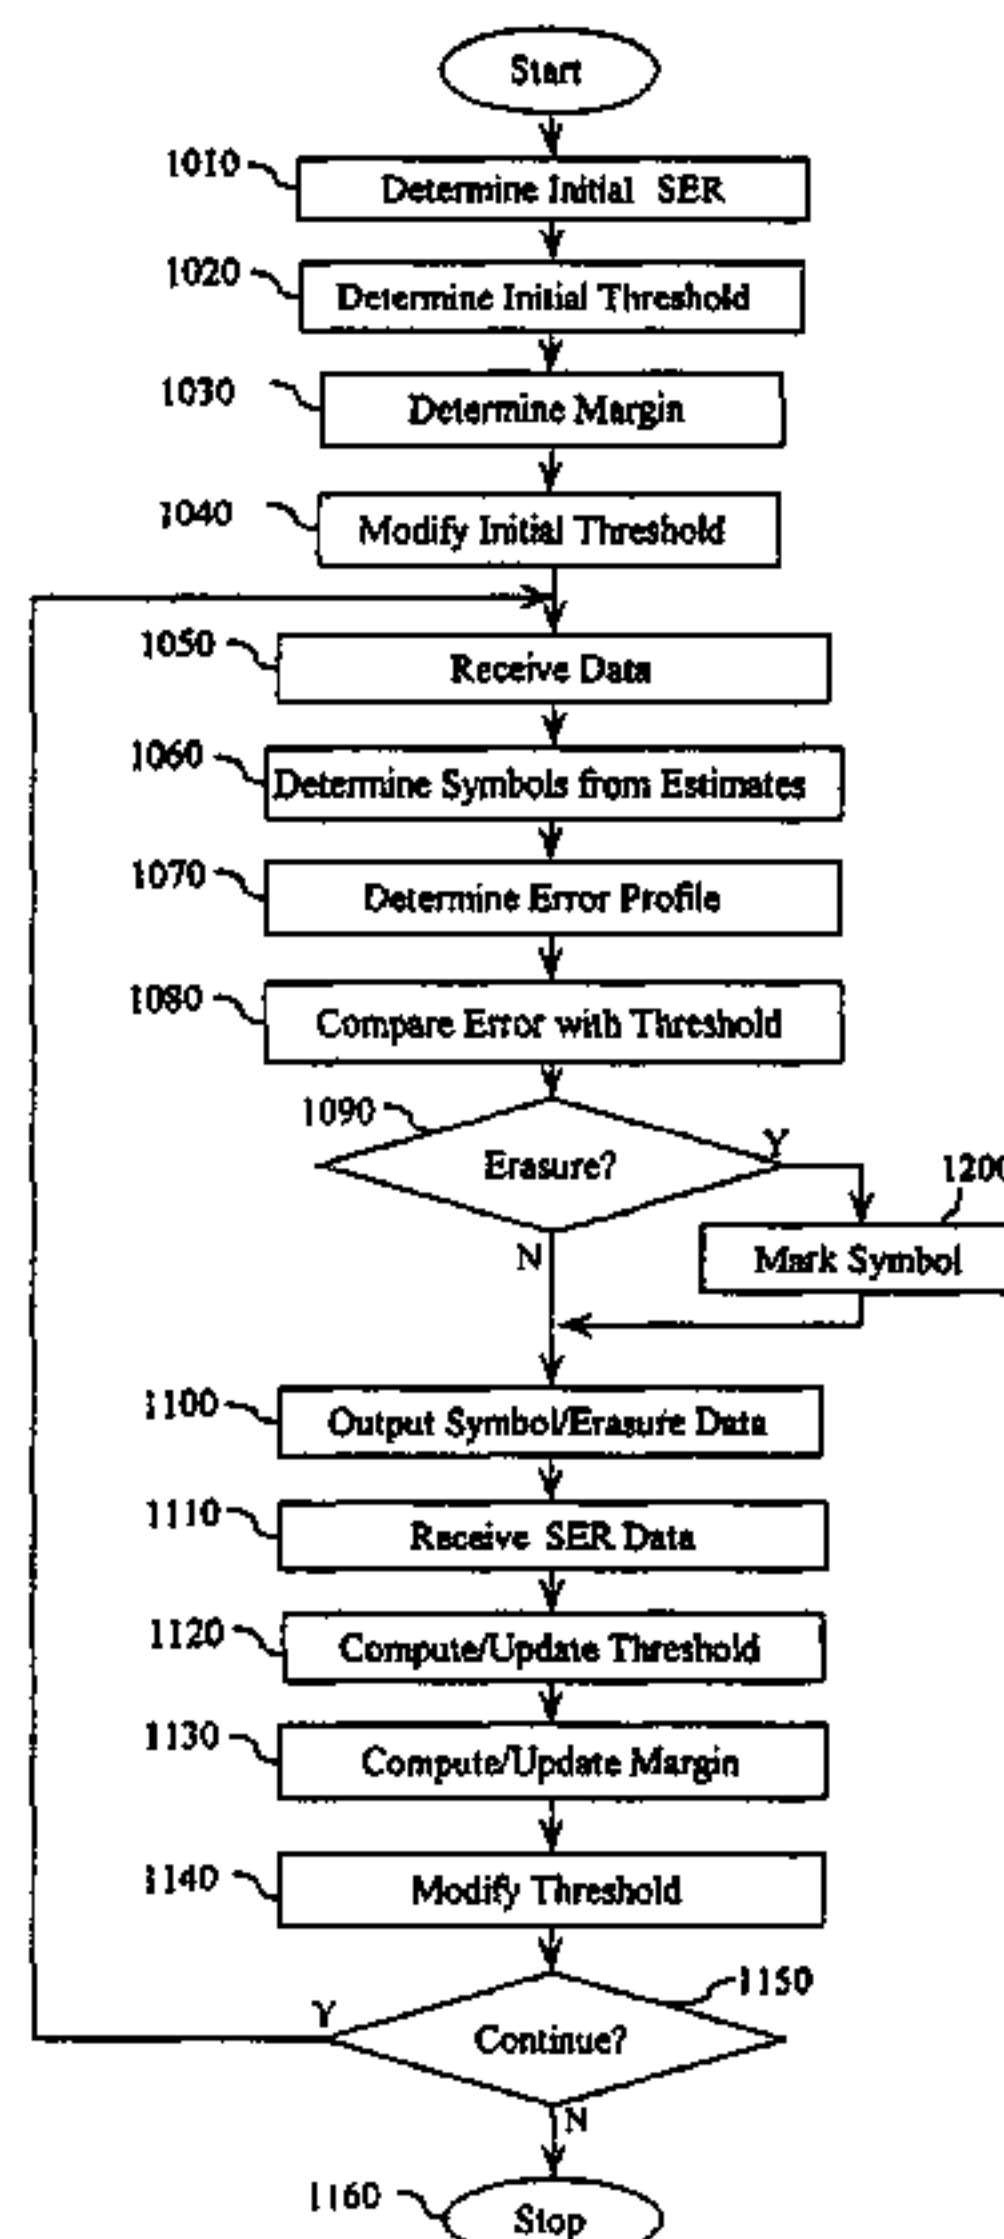 Start
1010
Determine Initial SER
1020
Determine Initial Threshold
1030
Determine Margin
1040
Modify Initial Threshold
1050
Receive Data
1060
Determine Symbols from Estimates
1070
Determine Error Profile
1080
Compare Error with Threshold
1090
Erasure?
Y
1200
N
Mark Symbol
1100
Output Symbol/Erasure Data
1110
Receive SER Data
1120
Compute/Update Threshold
1130
Compute/Update Margin
1140
Modify Threshold
1150
Y
Continue?
N
1160
Stop